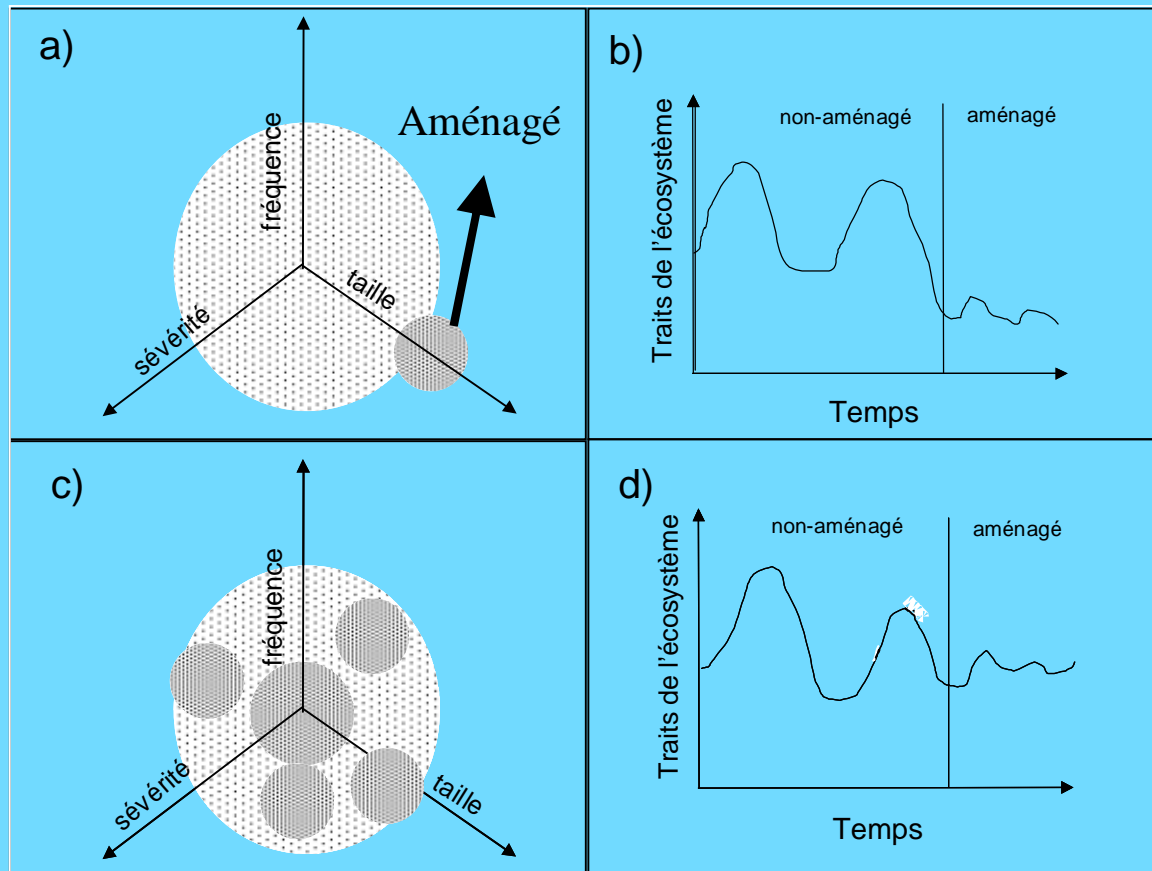 a)
fréquence
Aménagé
taille
sévérité
b)
Traits de l'écosystème
non-aménagé
aménagé
Temps
c)
fréquence
sévérité
taille
d)
Traits de l'écosystème
non-aménagé
aménagé
Temps